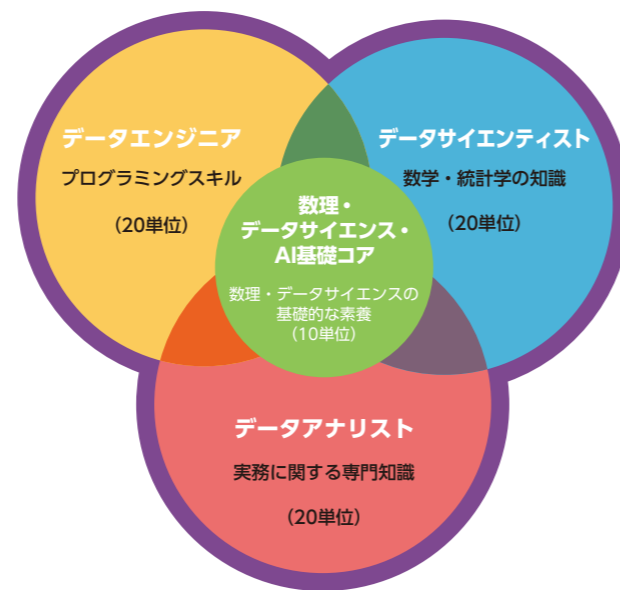 データエンジニア
プログラミングスキル
（20単位）
データサイエンティスト
数学・統計学の知識
（20単位）
数理・
データサイエンス・
AI基礎コア
数理・データサイエンスの
基礎的な素養
（10単位）
データアナリスト
実務に関する専門知識
（20単位）